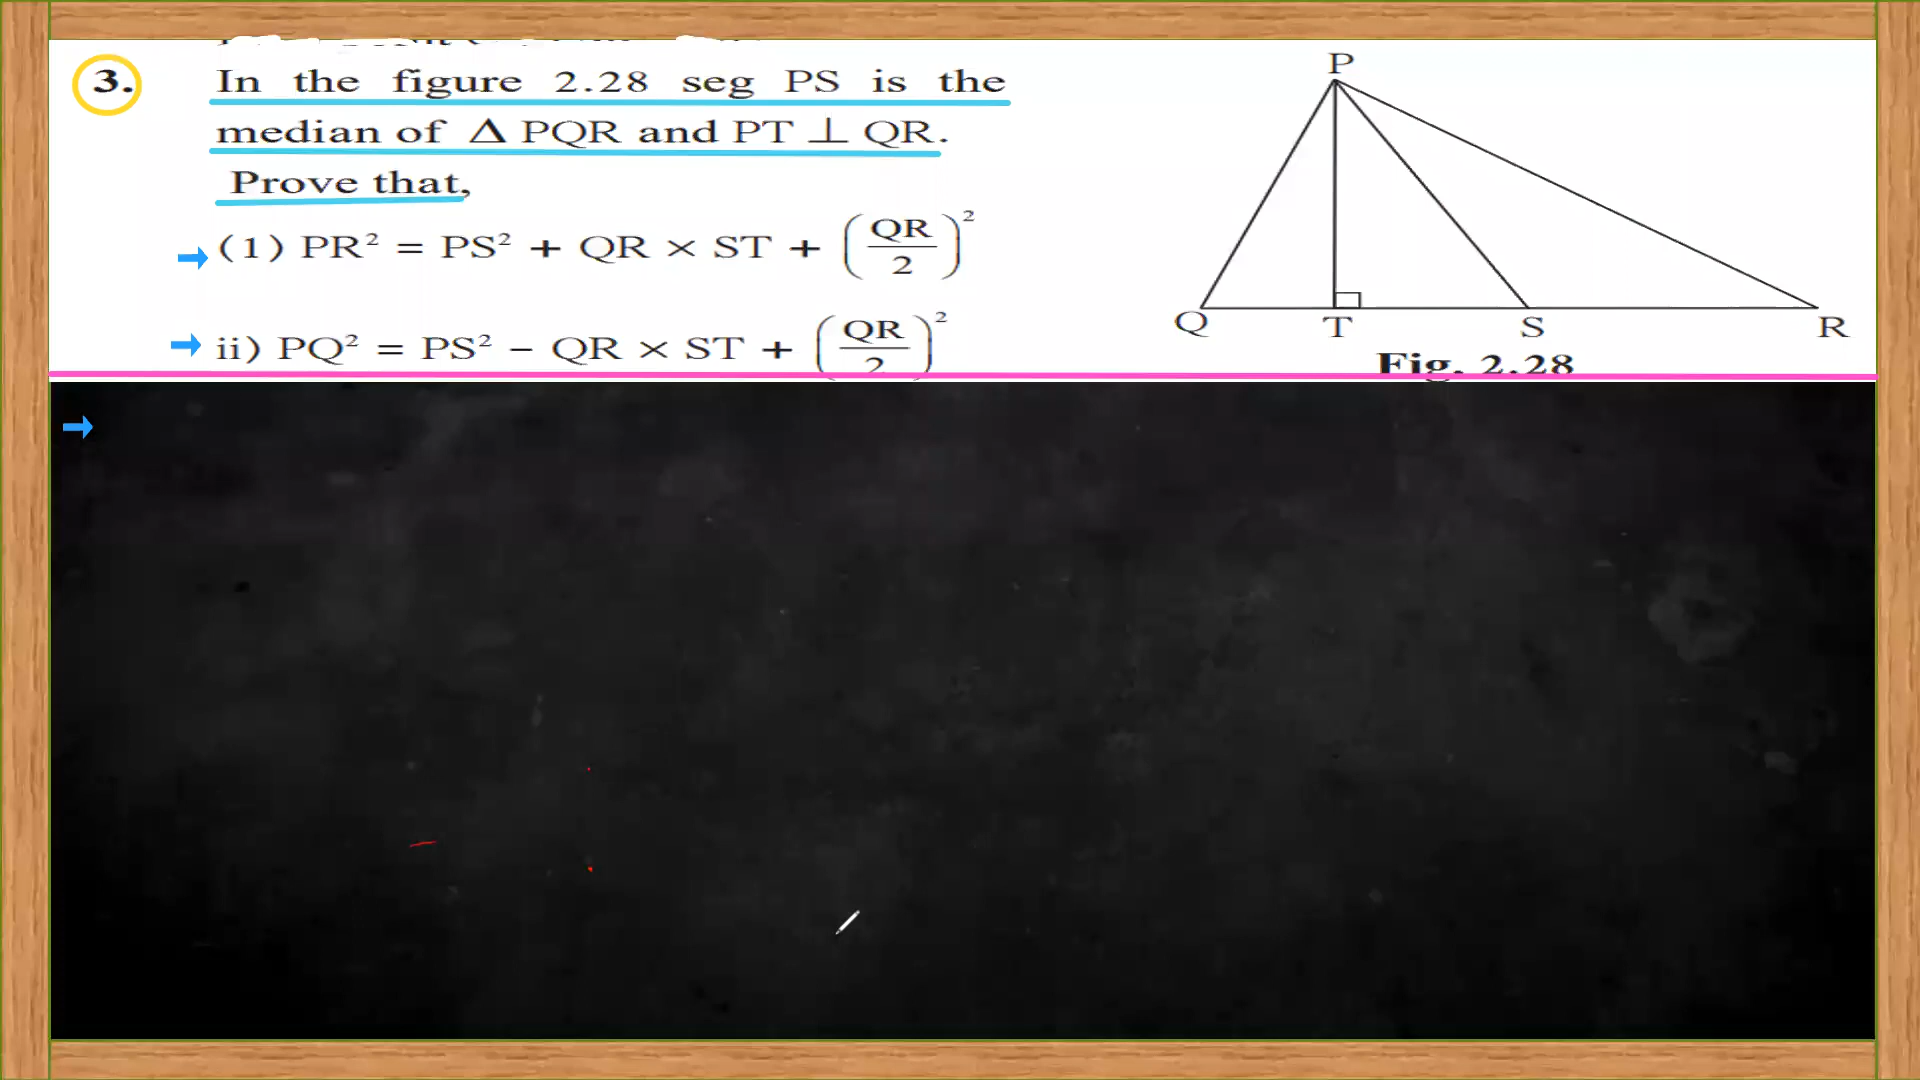 3. In the figure 2.28 seg PS is the
median of Δ PQR and PT ⊥ QR.
Prove that,
(1) PR² = PS² + QR × ST + (QR/2)²
ii) PQ² = PS² − QR × ST + (QR/2)²
P
Q T S R
Fig. 2.28